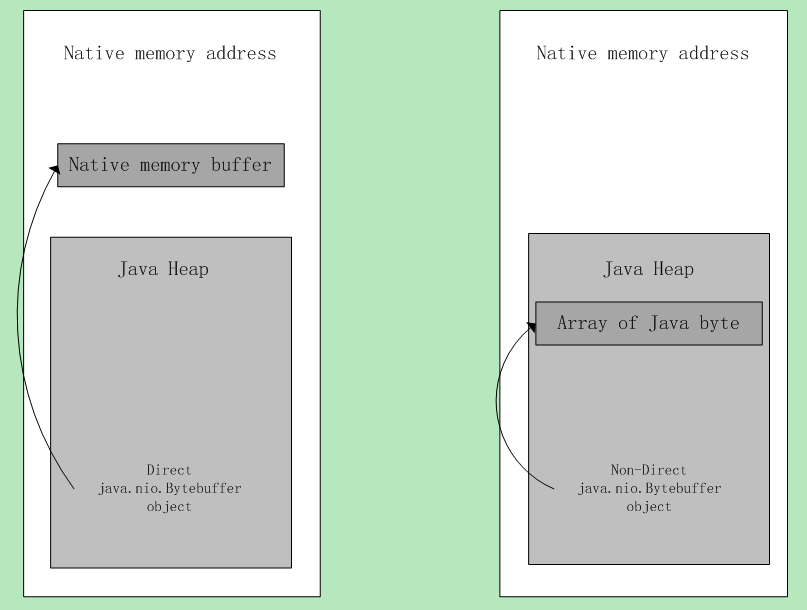 Native memory address
Native memory buffer
Java Heap
Direct
java.nio.Bytebuffer
object
Native memory address
Java Heap
Array of Java byte
Non-Direct
java.nio.Bytebuffer
object